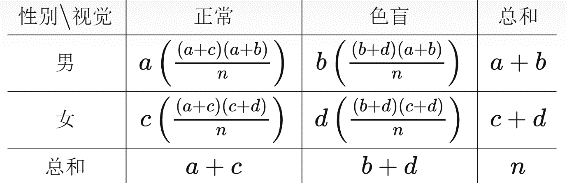 性别\视觉 正常 色盲 总和
男 a ( (a+c)(a+b) / n ) b ( (b+d)(a+b) / n ) a + b
女 c ( (a+c)(c+d) / n ) d ( (b+d)(c+d) / n ) c + d
总和 a + c b + d n